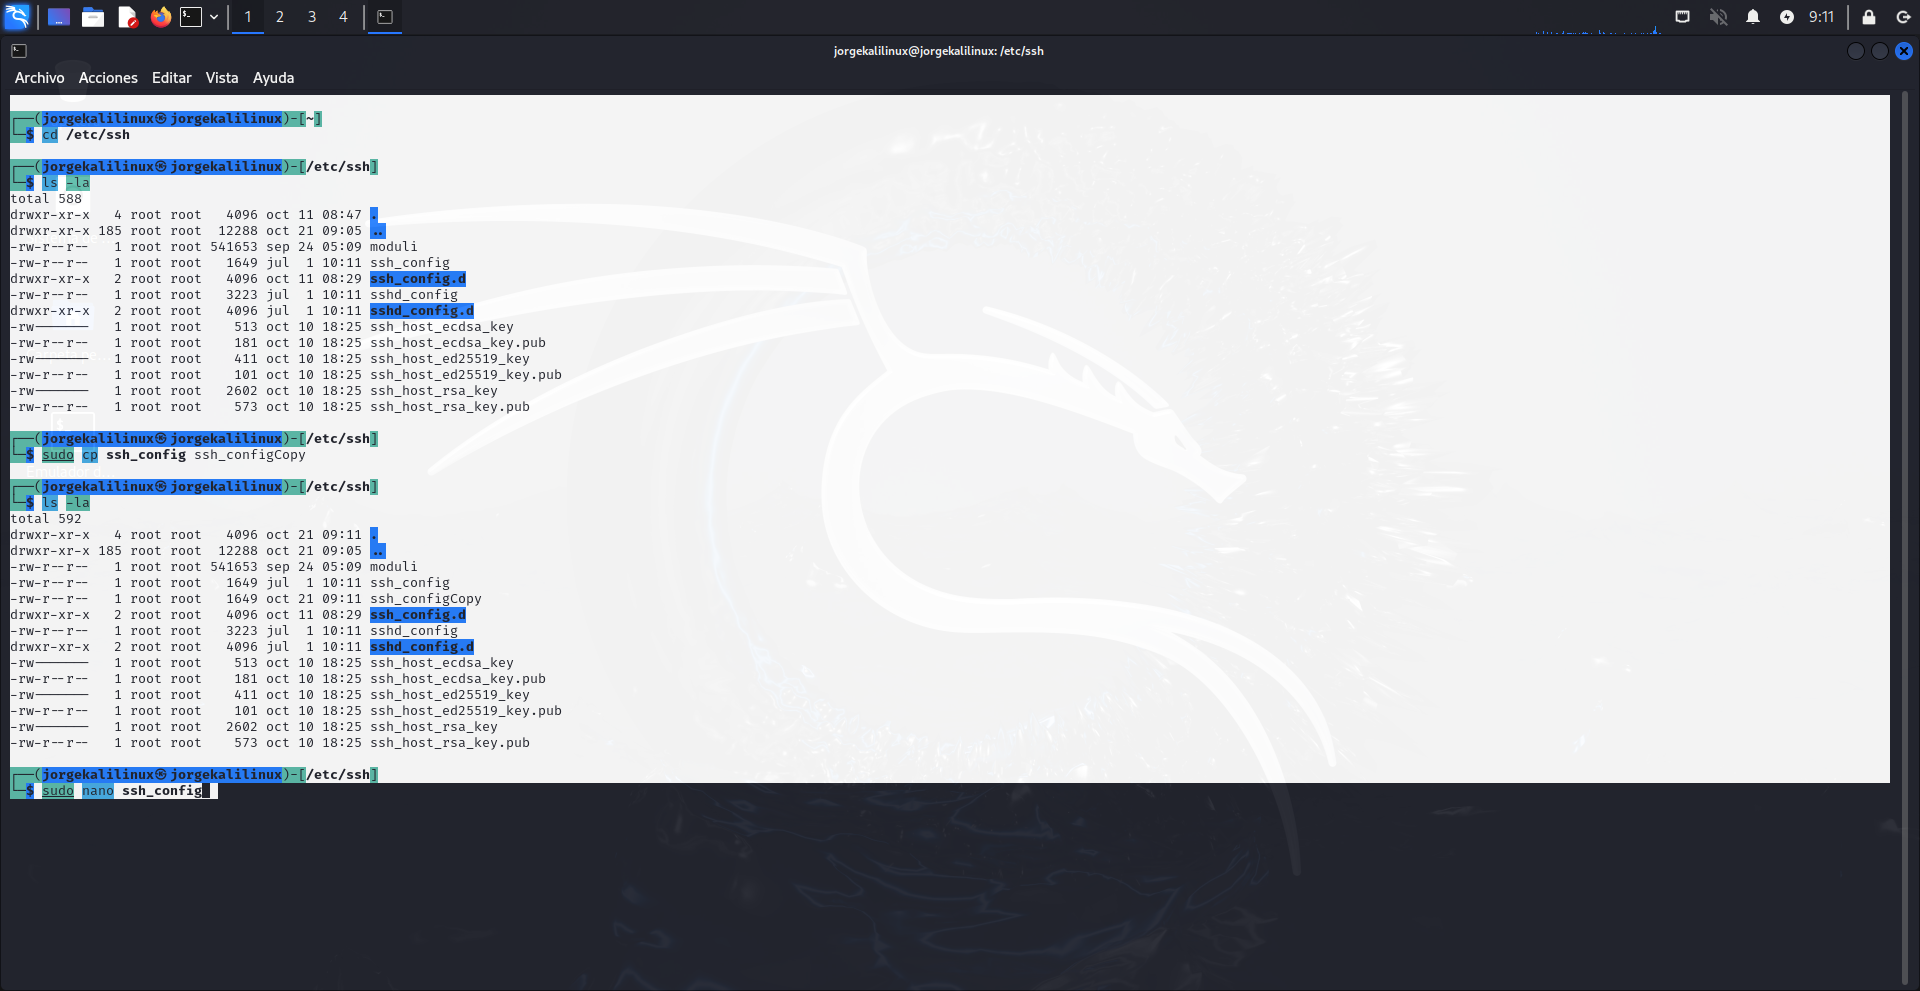 1 2 3 4 9:11
jorgekalilinux@jorgekalilinux: /etc/ssh
Archivo Acciones Editar Vista Ayuda
┌──(jorgekalilinux㉿jorgekalilinux)-[~]
└─$ cd /etc/ssh
┌──(jorgekalilinux㉿jorgekalilinux)-[/etc/ssh]
└─$ ls -la
total 588
drwxr-xr-x 4 root root 4096 oct 11 08:47 .
drwxr-xr-x 185 root root 12288 oct 21 09:05 ..
-rw-r--r-- 1 root root 541653 sep 24 05:09 moduli
-rw-r--r-- 1 root root 1649 jul 1 10:11 ssh_config
drwxr-xr-x 2 root root 4096 oct 11 08:29 ssh_config.d
-rw-r--r-- 1 root root 3223 jul 1 10:11 sshd_config
drwxr-xr-x 2 root root 4096 jul 1 10:11 sshd_config.d
-rw------- 1 root root 513 oct 10 18:25 ssh_host_ecdsa_key
-rw-r--r-- 1 root root 181 oct 10 18:25 ssh_host_ecdsa_key.pub
-rw------- 1 root root 411 oct 10 18:25 ssh_host_ed25519_key
-rw-r--r-- 1 root root 101 oct 10 18:25 ssh_host_ed25519_key.pub
-rw------- 1 root root 2602 oct 10 18:25 ssh_host_rsa_key
-rw-r--r-- 1 root root 573 oct 10 18:25 ssh_host_rsa_key.pub
┌──(jorgekalilinux㉿jorgekalilinux)-[/etc/ssh]
└─$ sudo cp ssh_config ssh_configCopy
┌──(jorgekalilinux㉿jorgekalilinux)-[/etc/ssh]
└─$ ls -la
total 592
drwxr-xr-x 4 root root 4096 oct 21 09:11 .
drwxr-xr-x 185 root root 12288 oct 21 09:05 ..
-rw-r--r-- 1 root root 541653 sep 24 05:09 moduli
-rw-r--r-- 1 root root 1649 jul 1 10:11 ssh_config
-rw-r--r-- 1 root root 1649 oct 21 09:11 ssh_configCopy
drwxr-xr-x 2 root root 4096 oct 11 08:29 ssh_config.d
-rw-r--r-- 1 root root 3223 jul 1 10:11 sshd_config
drwxr-xr-x 2 root root 4096 jul 1 10:11 sshd_config.d
-rw------- 1 root root 513 oct 10 18:25 ssh_host_ecdsa_key
-rw-r--r-- 1 root root 181 oct 10 18:25 ssh_host_ecdsa_key.pub
-rw------- 1 root root 411 oct 10 18:25 ssh_host_ed25519_key
-rw-r--r-- 1 root root 101 oct 10 18:25 ssh_host_ed25519_key.pub
-rw------- 1 root root 2602 oct 10 18:25 ssh_host_rsa_key
-rw-r--r-- 1 root root 573 oct 10 18:25 ssh_host_rsa_key.pub
┌──(jorgekalilinux㉿jorgekalilinux)-[/etc/ssh]
└─$ sudo nano ssh_config